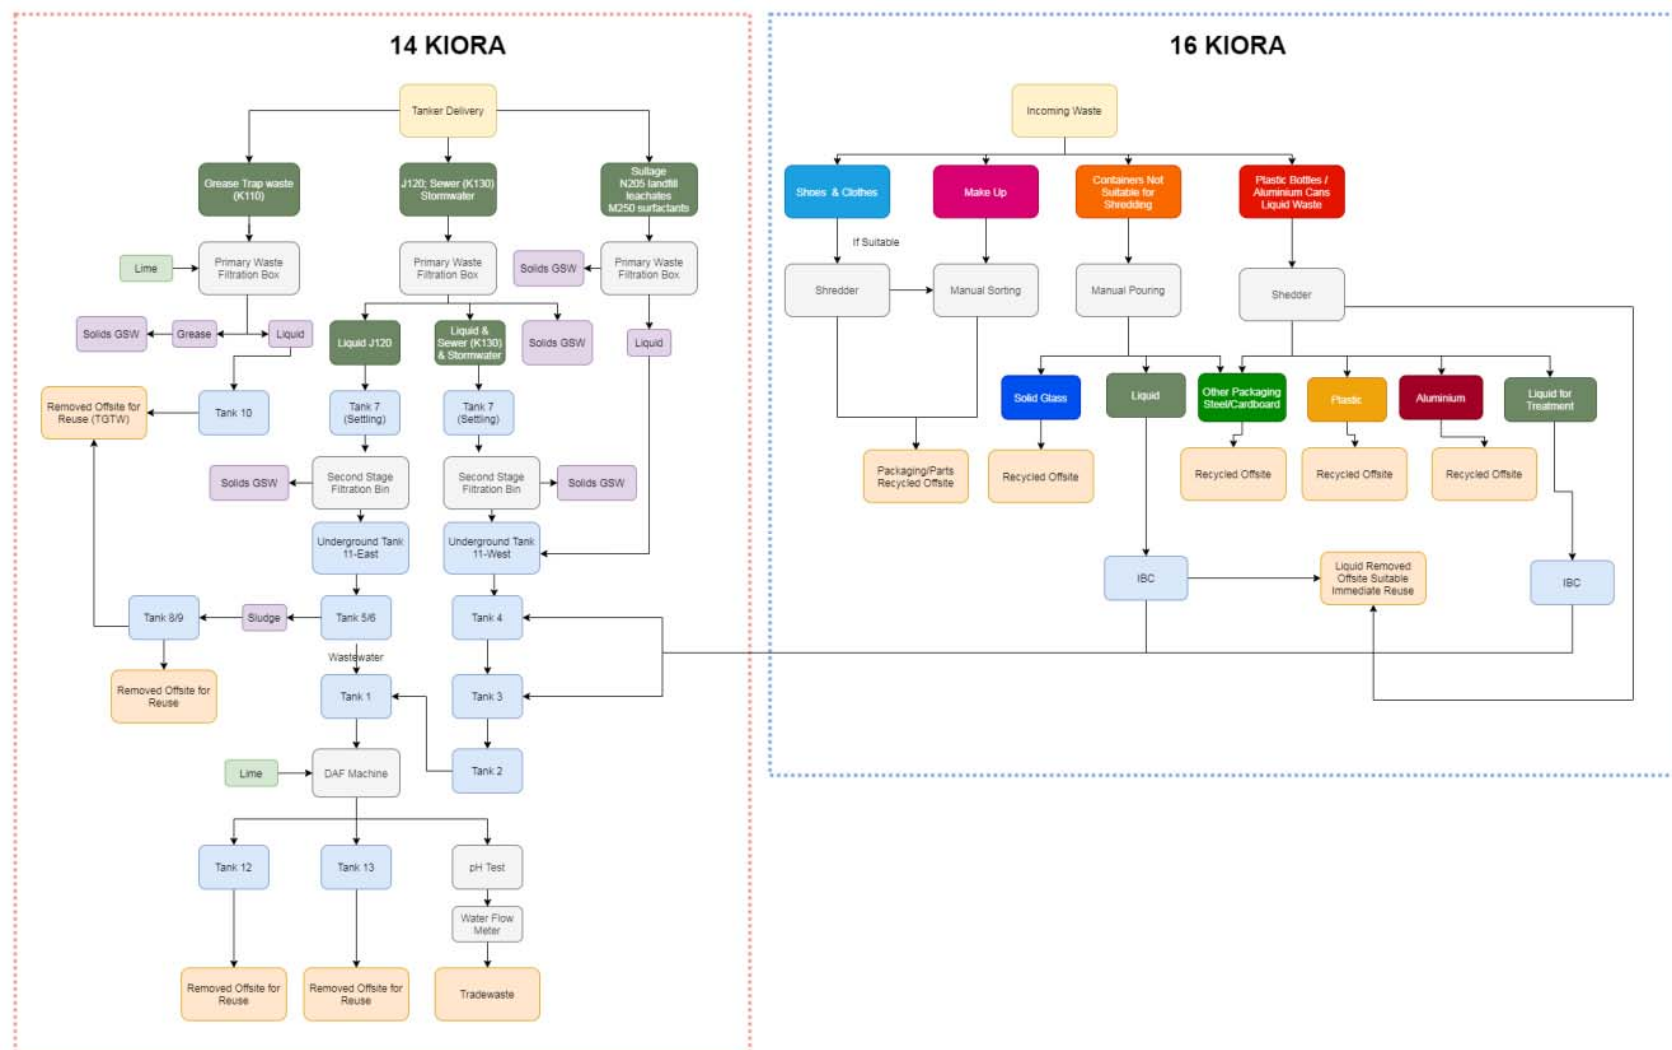 14 KIORA
Tanker Delivery
Grease Trap waste
(K110)
J120; Sewer (K130)
Stormwater
Sullage
N205 landfill
leachates
M250 surfactants
Lime
Primary Waste
Filtration Box
Primary Waste
Filtration Box
Solids GSW
Primary Waste
Filtration Box
Solids GSW
Grease
Liquid
Liquid J120
Liquid &
Sewer (K130)
& Stormwater
Solids GSW
Liquid
Removed Offsite for
Reuse (TGTW)
Tank 10
Tank 7
(Settling)
Tank 7
(Settling)
Solids GSW
Second Stage
Filtration Bin
Second Stage
Filtration Bin
Solids GSW
Underground Tank
11-East
Underground Tank
11-West
Tank 8/9
Sludge
Tank 5/6
Tank 4
Wastewater
Removed Offsite for
Reuse
Tank 1
Tank 3
Lime
DAF Machine
Tank 2
Tank 12
Tank 13
pH Test
Water Flow
Meter
Removed Offsite for
Reuse
Removed Offsite for
Reuse
Tradewaste
16 KIORA
Incoming Waste
Shoes & Clothes
Make Up
Containers Not
Suitable for
Shredding
Plastic Bottles /
Aluminium Cans
Liquid Waste
If Suitable
Shredder
Manual Sorting
Manual Pouring
Shedder
Solid Glass
Liquid
Other Packaging
Steel/Cardboard
Plastic
Aluminium
Liquid for
Treatment
Packaging/Parts
Recycled Offsite
Recycled Offsite
Recycled Offsite
Recycled Offsite
Recycled Offsite
IBC
Liquid Removed
Offsite Suitable
Immediate Reuse
IBC